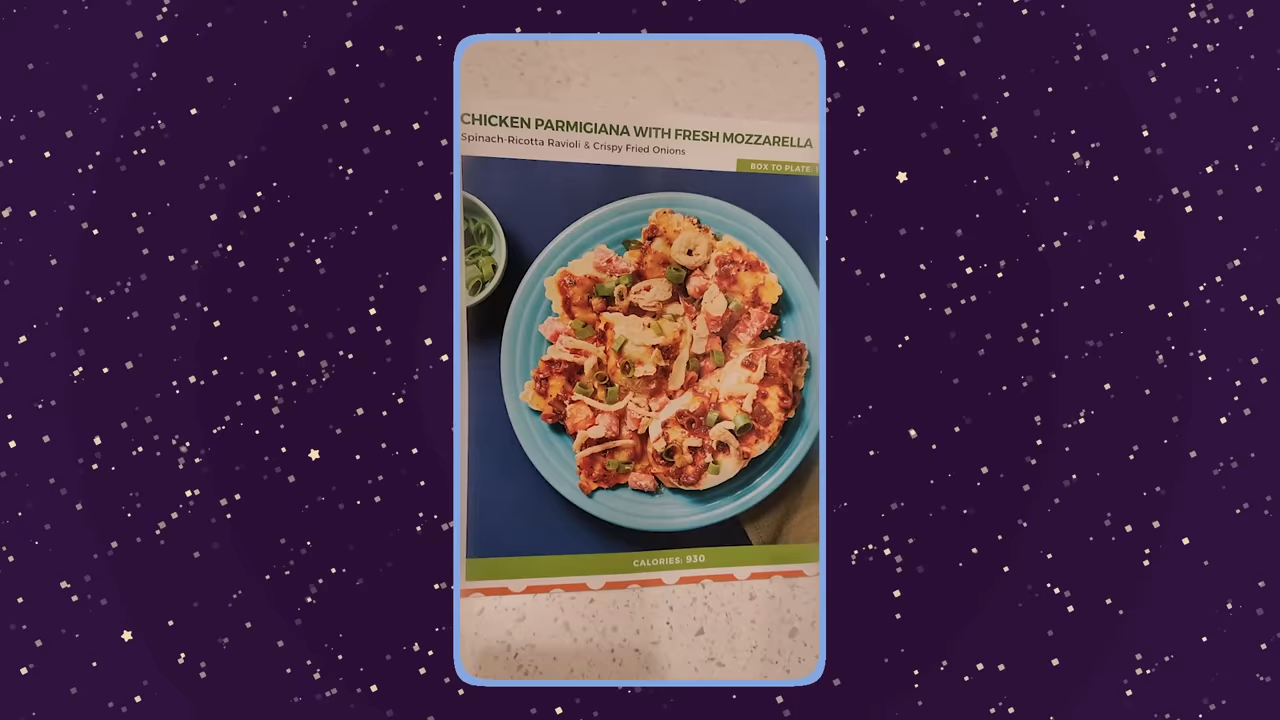 CHICKEN PARMIGIANA WITH FRESH MOZZARELLA
Spinach-Ricotta Ravioli & Crispy Fried Onions
BOX TO PLATE:
CALORIES: 930